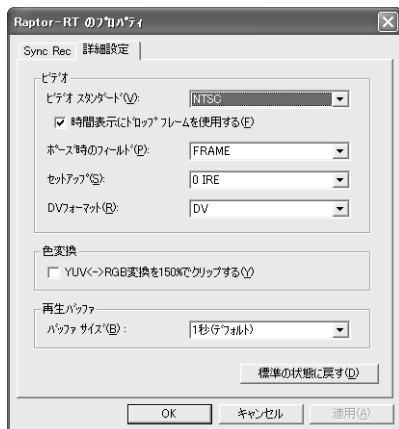 Raptor-RT のﾌﾟﾛﾊﾟﾃｨ
Sync Rec 詳細設定
ﾋﾞﾃﾞｵ
ﾋﾞﾃﾞｵ ｽﾀﾝﾀﾞｰﾄﾞ(V): NTSC
時間表示にﾄﾞﾛｯﾌﾟﾌﾚｰﾑを使用する(F)
ﾎﾟｰｽﾞ時のﾌｨｰﾙﾄﾞ(P): FRAME
ｾｯﾄｱｯﾌﾟ(S): 0 IRE
DVﾌｫｰﾏｯﾄ(R): DV
色変換
YUV<->RGB変換を150%でｸﾘｯﾌﾟする(Y)
再生ﾊﾞｯﾌｧ
ﾊﾞｯﾌｧ ｻｲｽﾞ(B) : 1秒(ﾃﾞﾌｫﾙﾄ)
標準の状態に戻す(D)
OK ｷｬﾝｾﾙ 適用(A)